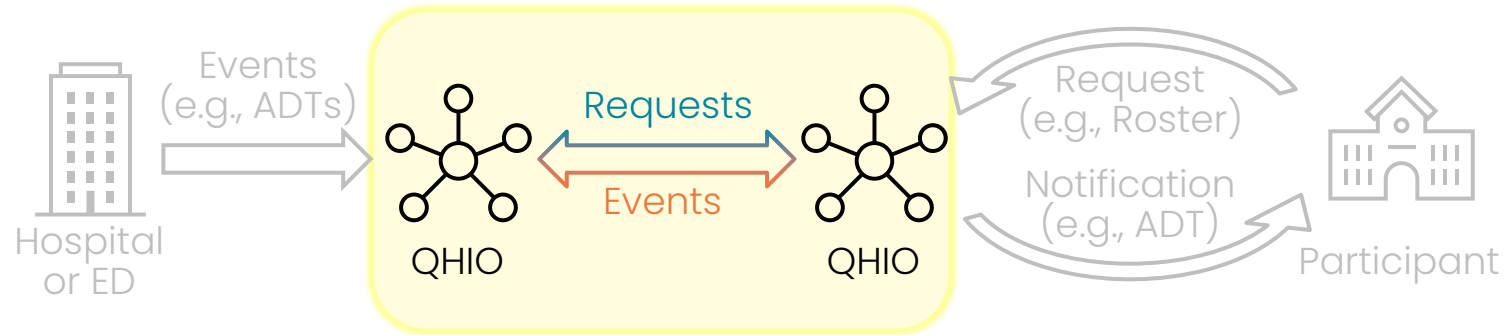 Events
(e.g., ADTs)
Hospital
or ED
Requests
Events
QHIO
QHIO
Request
(e.g., Roster)
Notification
(e.g., ADT)
Participant